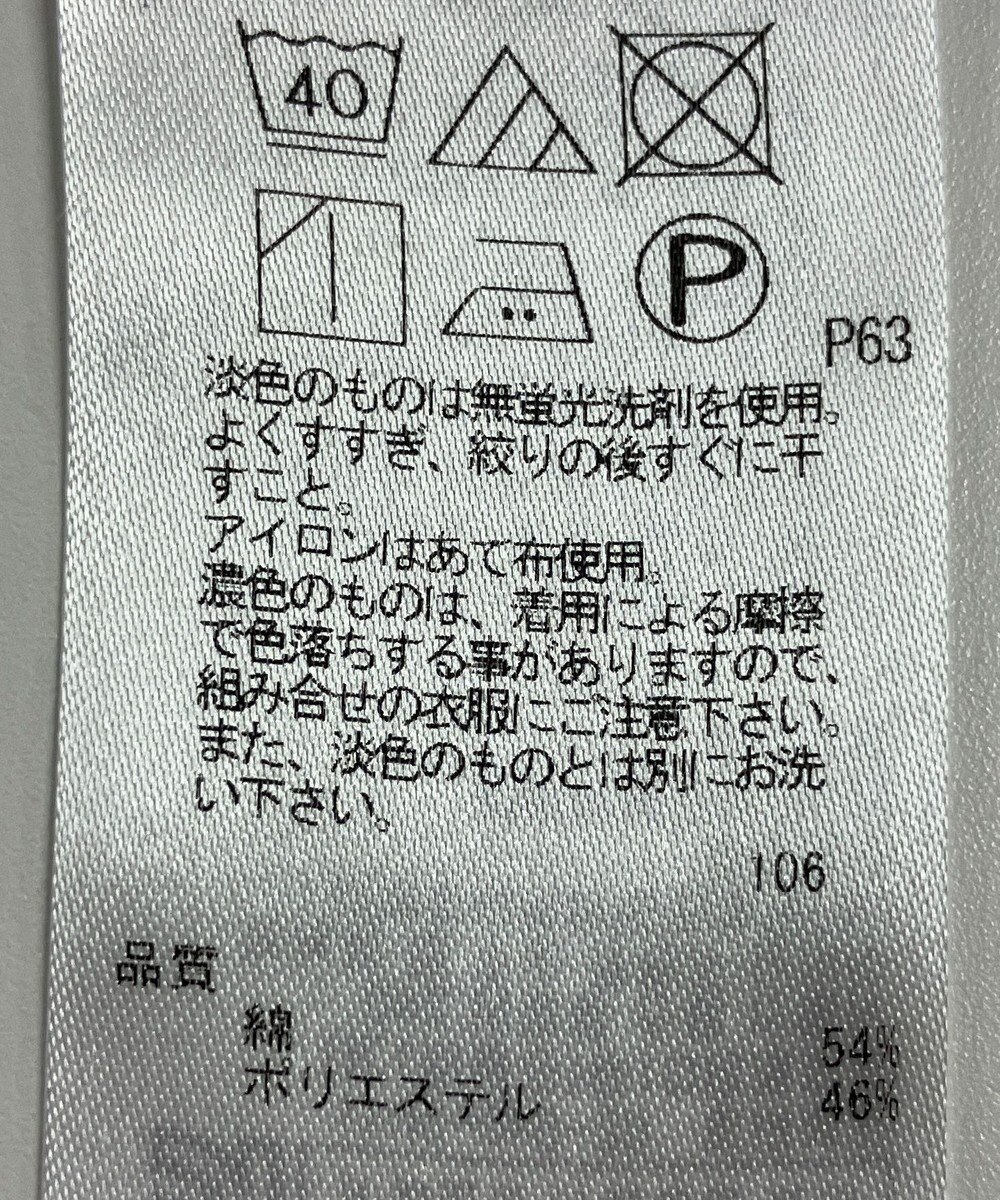 40
P
P63
淡色のものは無蛍光洗剤を使用。
よくすすぎ、絞りの後すぐに干
すこと。
アイロンはあて布使用。
濃色のものは、着用による摩擦
で色落ちする事がありますので、
組み合せの衣服にご注意下さい。
また、淡色のものとは別にお洗
い下さい。
106
品質
綿 54%
ポリエステル 46%